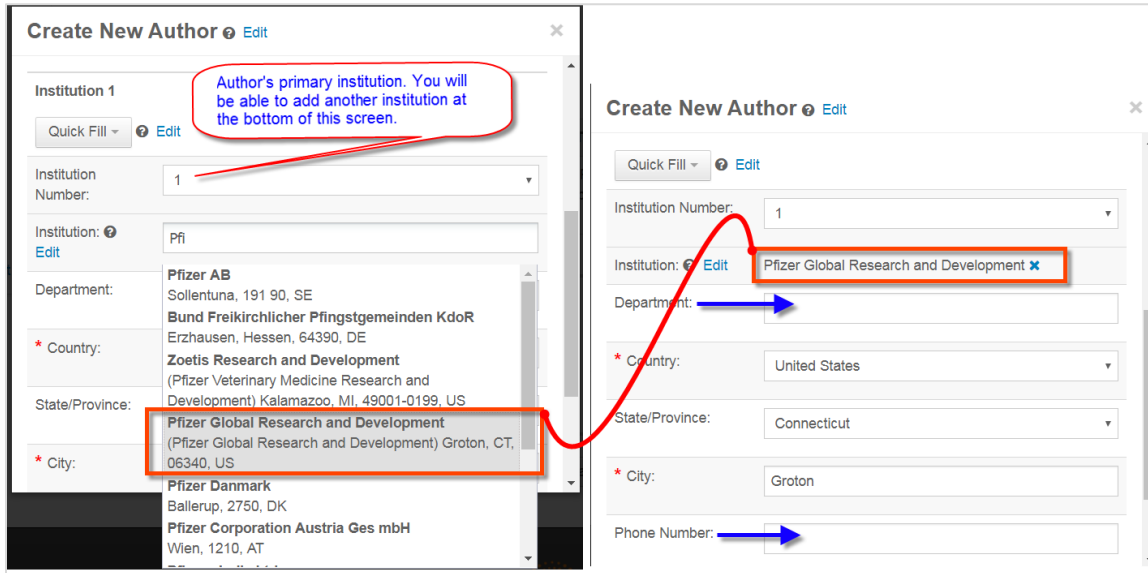 Create New Author ? Edit ×
Institution 1
Author's primary institution. You will
be able to add another institution at
the bottom of this screen.
Quick Fill ? Edit
Institution
Number:
1
Institution: ?
Edit
Pfi
Pfizer AB
Sollentuna, 191 90, SE
Bund Freikirchlicher Pfingstgemeinden KdoR
Erzhausen, Hessen, 64390, DE
Zoetis Research and Development
(Pfizer Veterinary Medicine Research and
Development) Kalamazoo, MI, 49001-0199, US
Pfizer Global Research and Development
(Pfizer Global Research and Development) Groton, CT,
06340, US
Pfizer Danmark
Ballerup, 2750, DK
Pfizer Corporation Austria Ges mbH
Wien, 1210, AT
Department:
* Country:
State/Province:
* City:
Create New Author ? Edit ×
Quick Fill ? Edit
Institution Number:
1
Institution: ? Edit
Pfizer Global Research and Development ×
Department:
* Country:
United States
State/Province:
Connecticut
* City:
Groton
Phone Number: